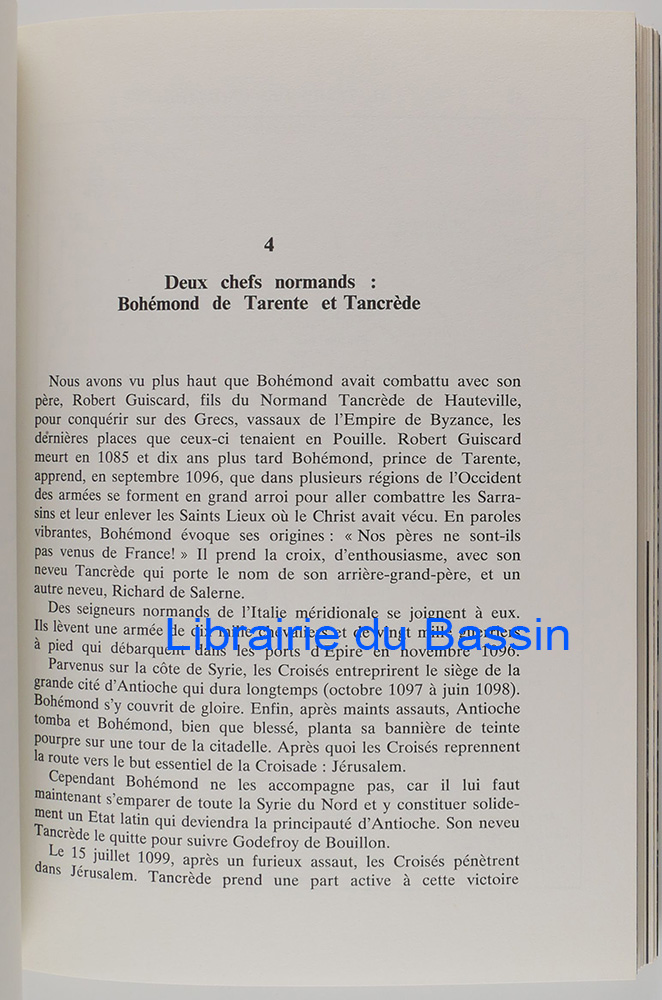 4
Deux chefs normands :
Bohémond de Tarente et Tancrède
Nous avons vu plus haut que Bohémond avait combattu avec son
père, Robert Guiscard, fils du Normand Tancrède de Hauteville,
pour conquérir sur des Grecs, vassaux de l'Empire de Byzance, les
dernières places que ceux-ci tenaient en Pouille. Robert Guiscard
meurt en 1085 et dix ans plus tard Bohémond, prince de Tarente,
apprend, en septembre 1096, que dans plusieurs régions de l'Occident
des armées se forment en grand arroi pour aller combattre les Sarra-
sins et leur enlever les Saints Lieux où le Christ avait vécu. En paroles
vibrantes, Bohémond évoque ses origines : « Nos pères ne sont-ils
pas venus de France! » Il prend la croix, d'enthousiasme, avec son
neveu Tancrède qui porte le nom de son arrière-grand-père, et un
autre neveu, Richard de Salerne.
Des seigneurs normands de l'Italie méridionale se joignent à eux.
Ils lèvent une armée de dix mille chevaliers et de vingt mille guerriers
à pied qui débarquent dans les ports d'Epire en novembre 1096.
Librairie du Bassin
Parvenus sur la côte de Syrie, les Croisés entreprirent le siège de la
grande cité d'Antioche qui dura longtemps (octobre 1097 à juin 1098).
Bohémond s'y couvrit de gloire. Enfin, après maints assauts, Antioche
tomba et Bohémond, bien que blessé, planta sa bannière de teinte
pourpre sur une tour de la citadelle. Après quoi les Croisés reprennent
la route vers le but essentiel de la Croisade : Jérusalem.
Cependant Bohémond ne les accompagne pas, car il lui faut
maintenant s'emparer de toute la Syrie du Nord et y constituer solide-
ment un Etat latin qui deviendra la principauté d'Antioche. Son neveu
Tancrède le quitte pour suivre Godefroy de Bouillon.
Le 15 juillet 1099, après un furieux assaut, les Croisés pénètrent
dans Jérusalem. Tancrède prend une part active à cette victoire